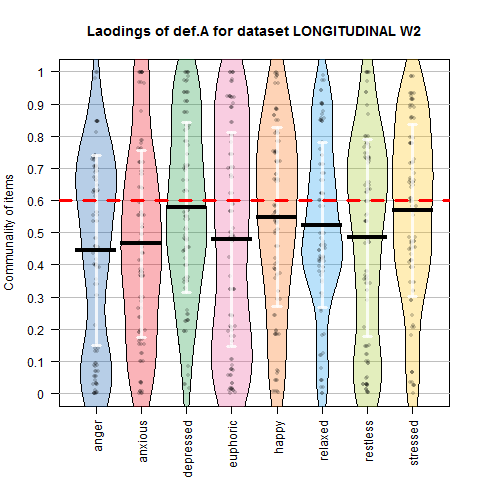 Laodings of def.A for dataset LONGITUDINAL W2
Communality of items
1
0.9
0.8
0.7
0.6
0.5
0.4
0.3
0.2
0.1
0
anger
anxious
depressed
euphoric
happy
relaxed
restless
stressed